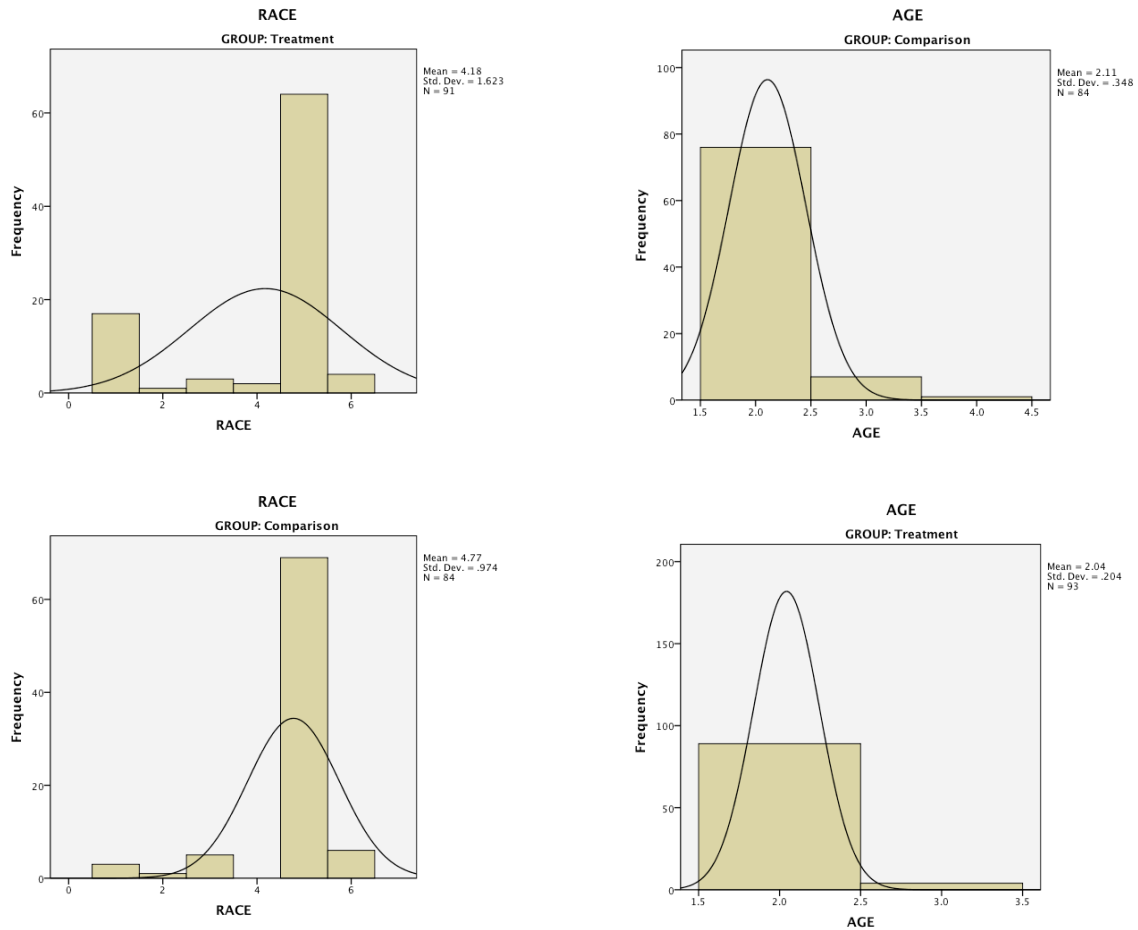 RACE
GROUP: Treatment
Mean = 4.18
Std. Dev. = 1.623
N = 91
60
40
20
0
Frequency
0 2 4 6
RACE
AGE
GROUP: Comparison
Mean = 2.11
Std. Dev. = .348
N = 84
100
80
60
40
20
0
Frequency
1.5 2.0 2.5 3.0 3.5 4.0 4.5
AGE
RACE
GROUP: Comparison
Mean = 4.77
Std. Dev. = .974
N = 84
60
40
20
0
Frequency
0 2 4 6
RACE
AGE
GROUP: Treatment
Mean = 2.04
Std. Dev. = .204
N = 93
200
150
100
50
0
Frequency
1.5 2.0 2.5 3.0 3.5
AGE